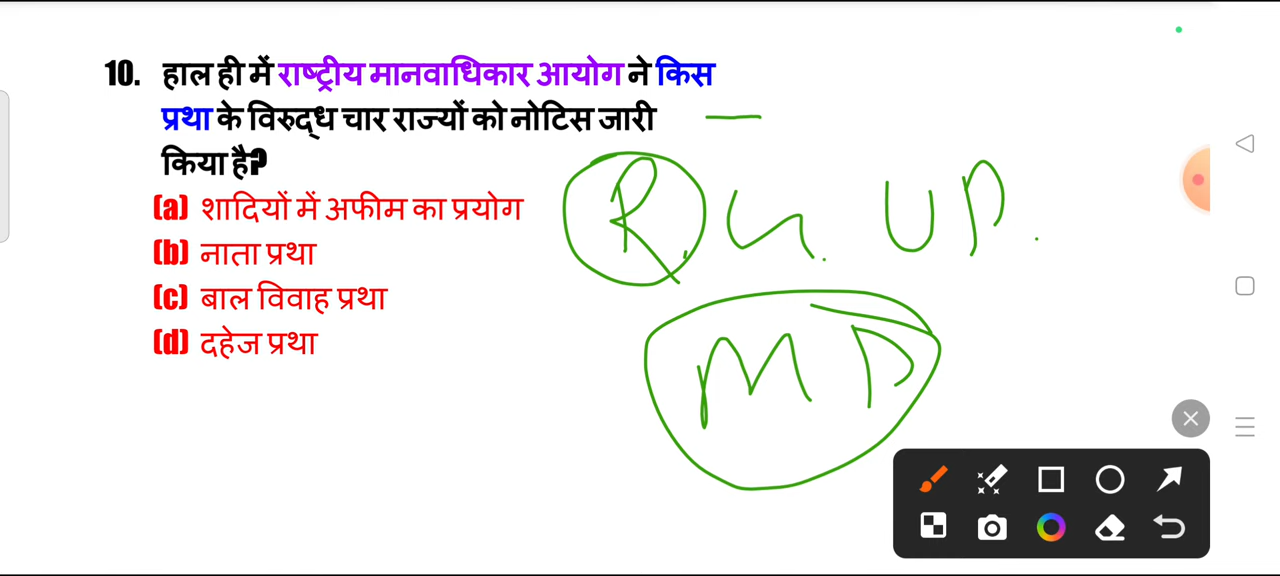 10. हाल ही में राष्ट्रीय मानवाधिकार आयोग ने किस
प्रथा के विरुद्ध चार राज्यों को नोटिस जारी
किया है?
(a) शादियों में अफीम का प्रयोग
(b) नाता प्रथा
(c) बाल विवाह प्रथा
(d) दहेज प्रथा
R. G. UP.
MP